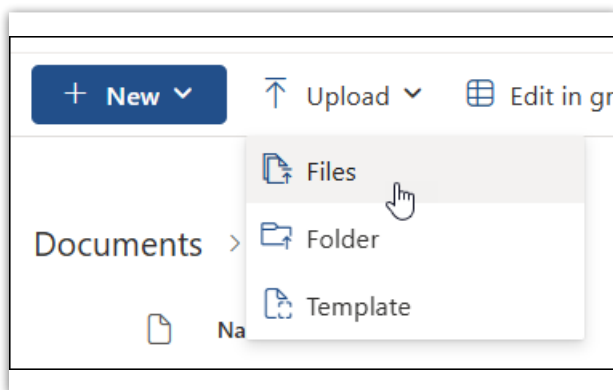 + New Upload Edit in gr
Files
Documents > Folder
Template
Na